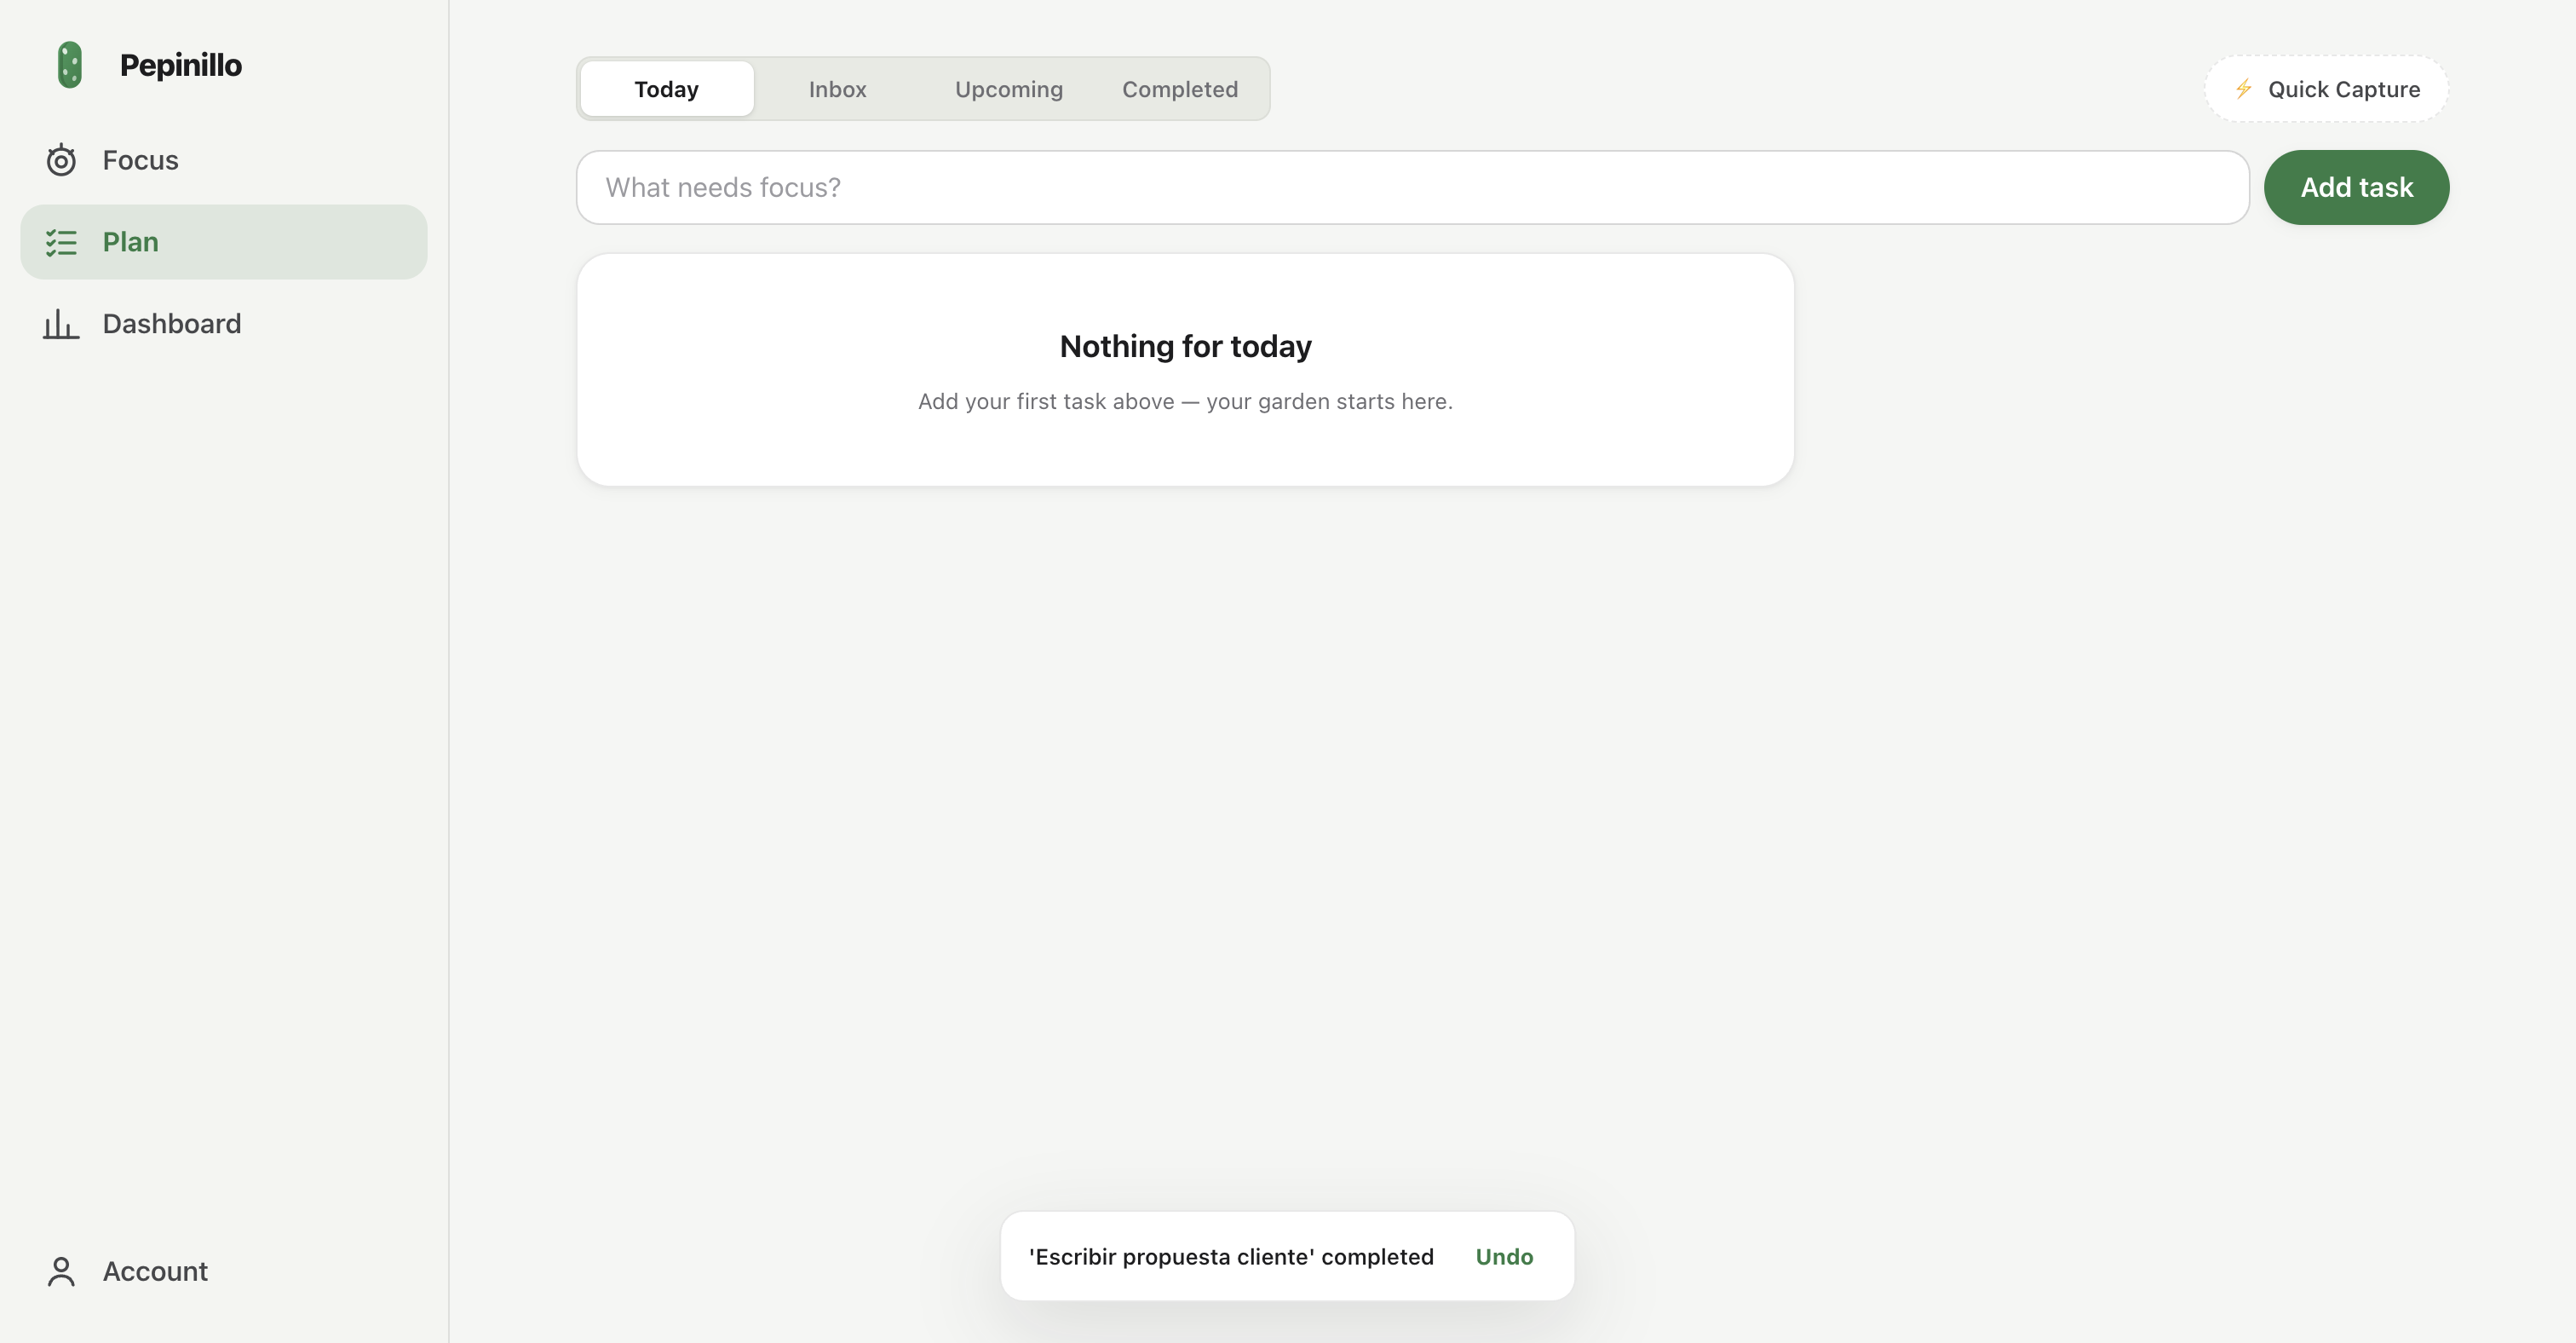 Pepinillo
Focus
Plan
Dashboard
Account
Today
Inbox
Upcoming
Completed
Quick Capture
What needs focus?
Add task
Nothing for today
Add your first task above — your garden starts here.
'Escribir propuesta cliente' completed
Undo